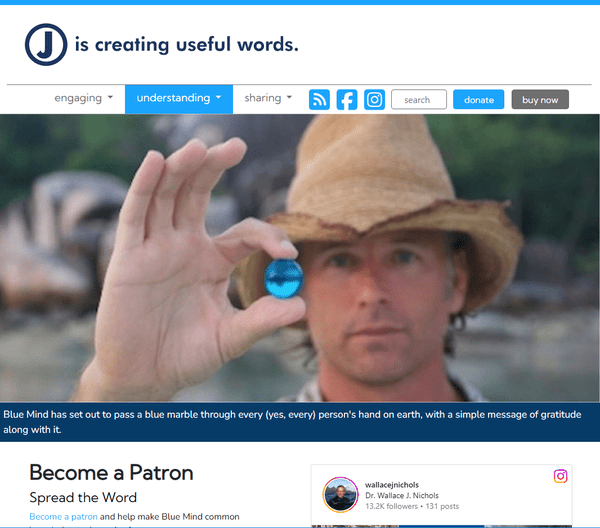 J is creating useful words.
engaging understanding sharing search donate buy now
Blue Mind has set out to pass a blue marble through every (yes, every) person's hand on earth, with a simple message of gratitude
along with it.
Become a Patron
Spread the Word
Become a patron and help make Blue Mind common
wallacejnichols
Dr. Wallace J. Nichols
13.2K followers • 131 posts